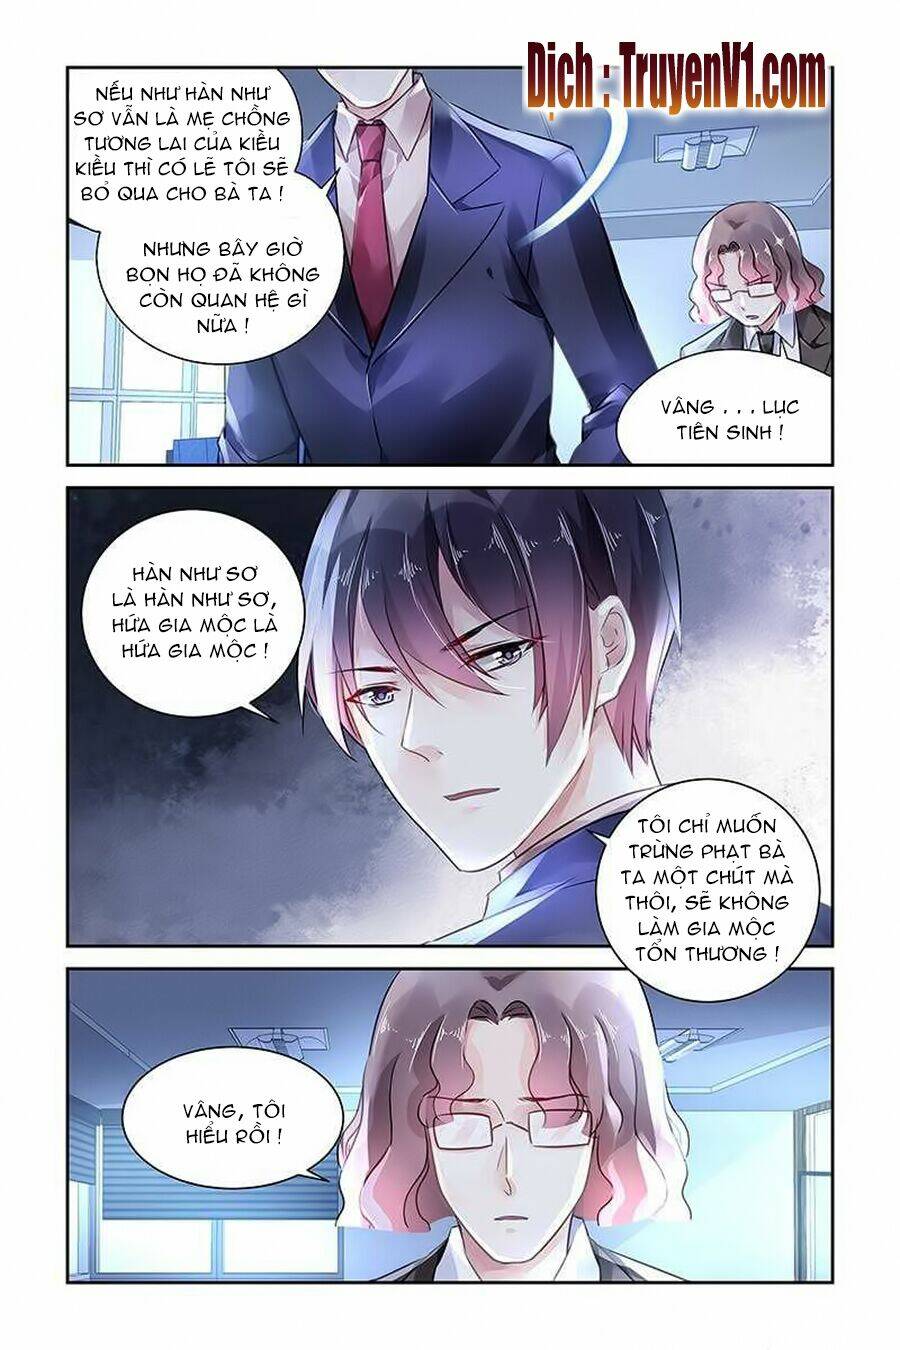 Dịch : TruyenV1.com
NẾU NHƯ HÀN NHƯ
SƠ VẪN LÀ MẸ CHỒNG
TƯƠNG LAI CỦA KIỀU
KIỀU THÌ CÓ LẼ TÔI SẼ
BỎ QUA CHO BÀ TA !
NHƯNG BÂY GIỜ
BỌN HỌ ĐÃ KHÔNG
CÒN QUAN HỆ GÌ
NỮA !
VÂNG . . . LỤC
TIÊN SINH !
HÀN NHƯ SƠ
LÀ HÀN NHƯ SƠ,
HỨA GIA MỘC LÀ
HỨA GIA MỘC !
TÔI CHỈ MUỐN
TRỪNG PHẠT BÀ
TA MỘT CHÚT MÀ
THÔI, SẼ KHÔNG
LÀM GIA MỘC
TỔN THƯƠNG !
VÂNG, TÔI
HIỂU RỒI !